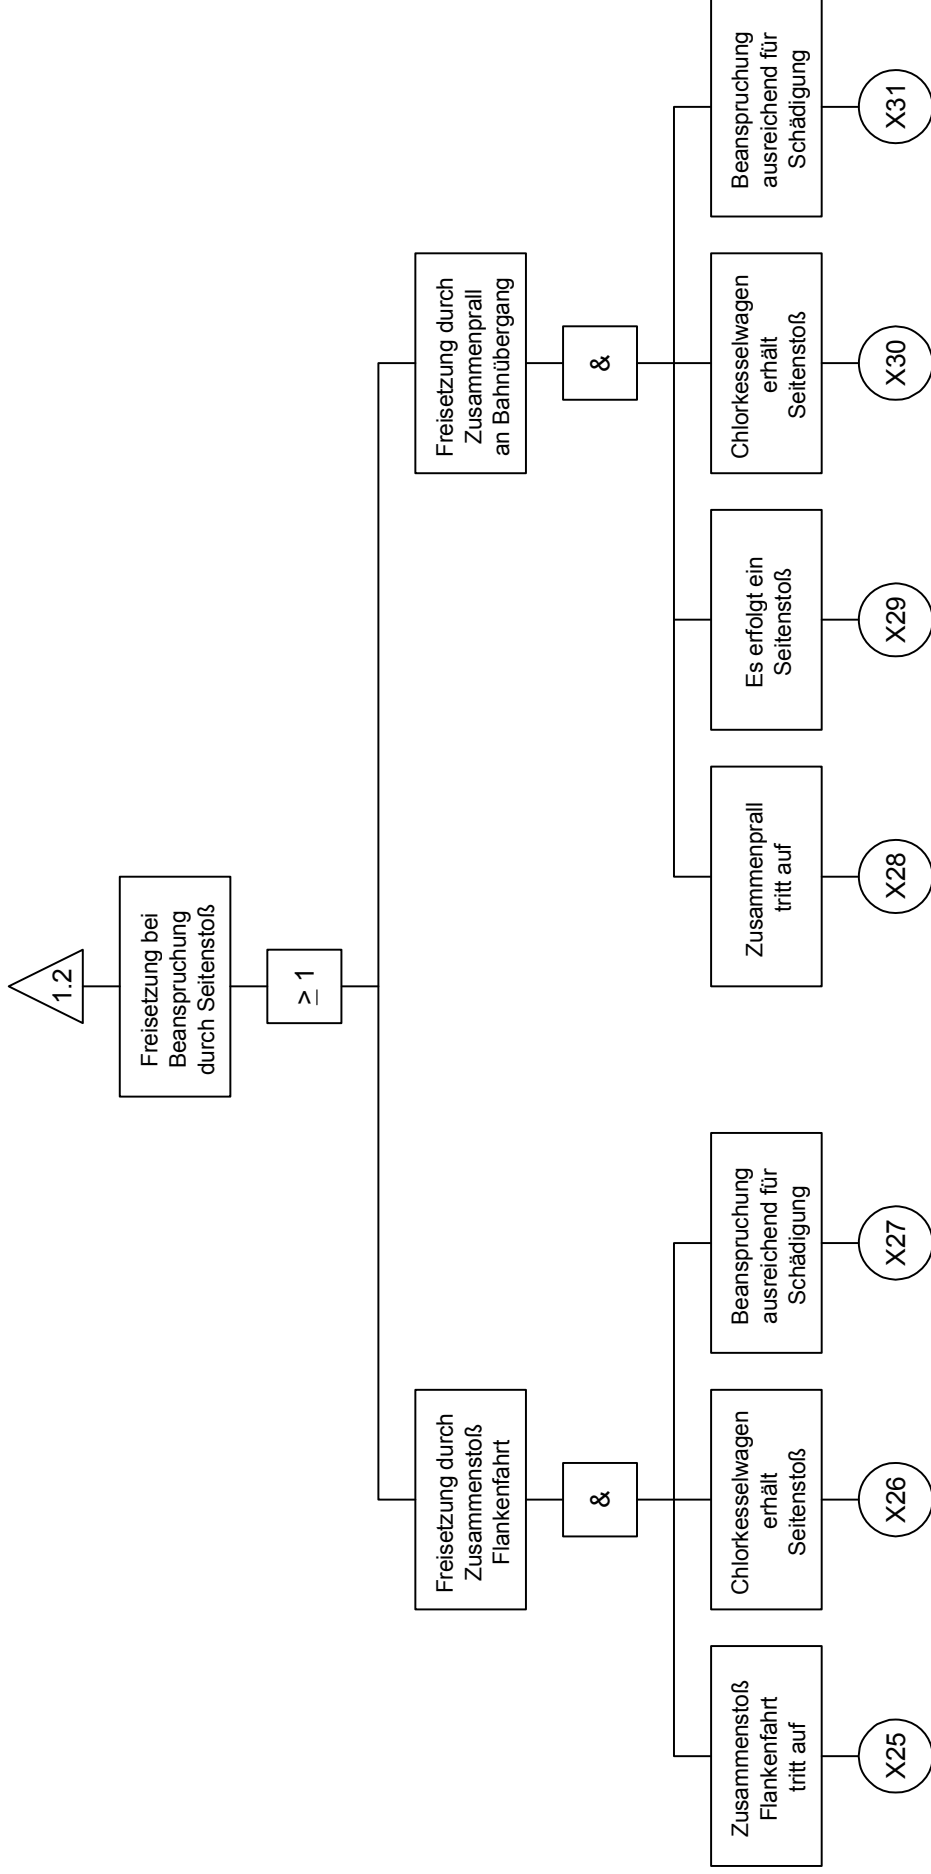 1.2
Freisetzung bei
Beanspruchung
durch Seitenstoß
≥ 1
Freisetzung durch
Zusammenstoß
Flankenfahrt
Freisetzung durch
Zusammenprall
an Bahnübergang
&
&
Zusammenstoß
Flankenfahrt
tritt auf
Chlorkesselwagen
erhält
Seitenstoß
Beanspruchung
ausreichend für
Schädigung
Zusammenprall
tritt auf
Es erfolgt ein
Seitenstoß
Chlorkesselwagen
erhält
Seitenstoß
Beanspruchung
ausreichend für
Schädigung
X25
X26
X27
X28
X29
X30
X31